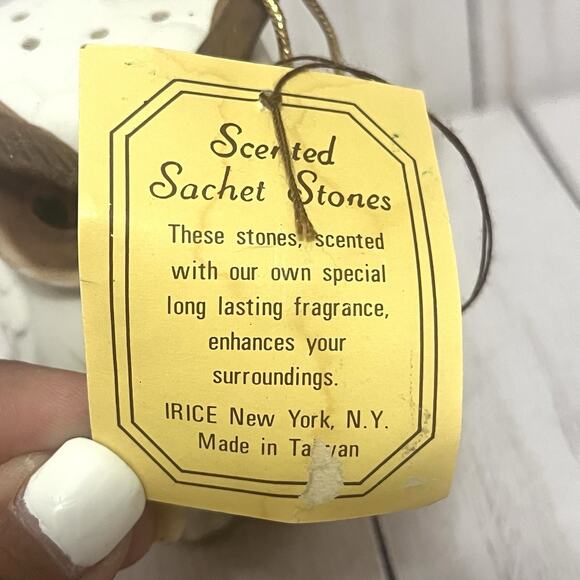 Scented
Sachet Stones
These stones, scented
with our own special
long lasting fragrance,
enhances your
surroundings.
IRICE New York, N.Y.
Made in Taiwan